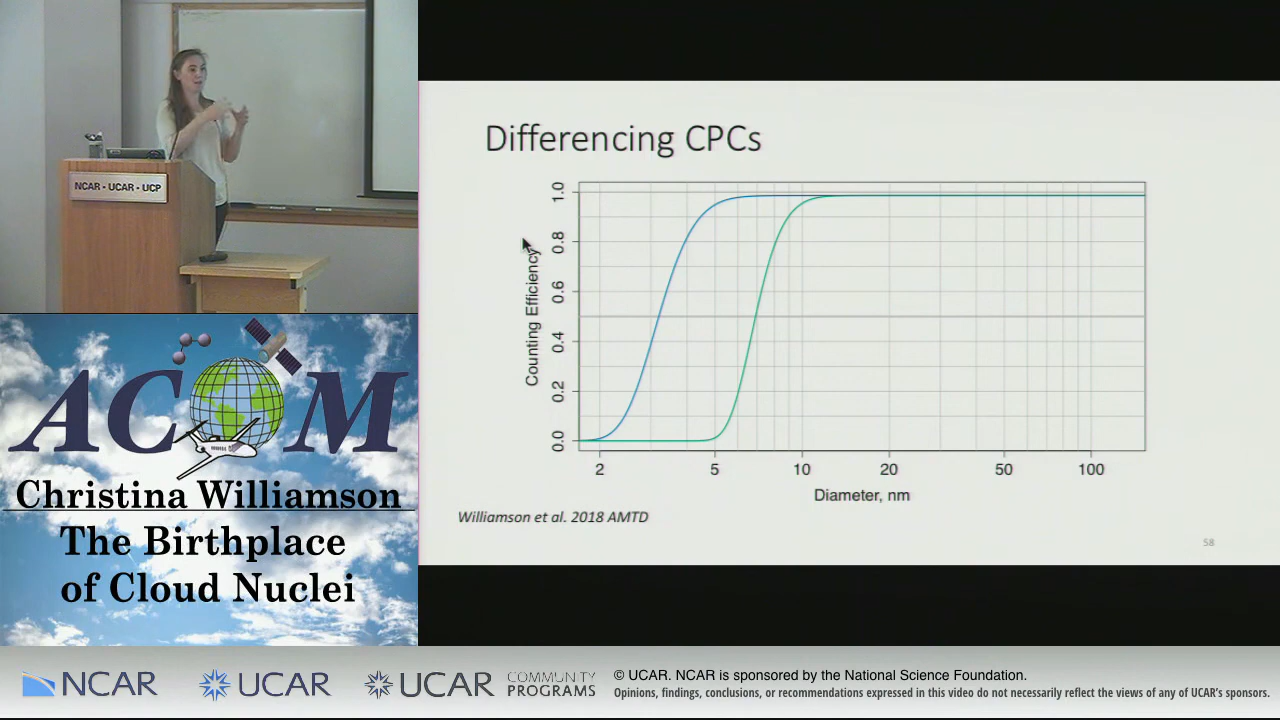 NCAR - UCAR - UCP
Differencing CPCs
Counting Efficiency
1.0
0.8
0.6
0.4
0.2
0.0
2 5 10 20 50 100
Diameter, nm
Williamson et al. 2018 AMTD
58
ACOM
Christina Williamson
The Birthplace
of Cloud Nuclei
NCAR
UCAR
UCAR
COMMUNITY
PROGRAMS
© UCAR. NCAR is sponsored by the National Science Foundation.
Opinions, findings, conclusions, or recommendations expressed in this video do not necessarily reflect the views of any of UCAR's sponsors.